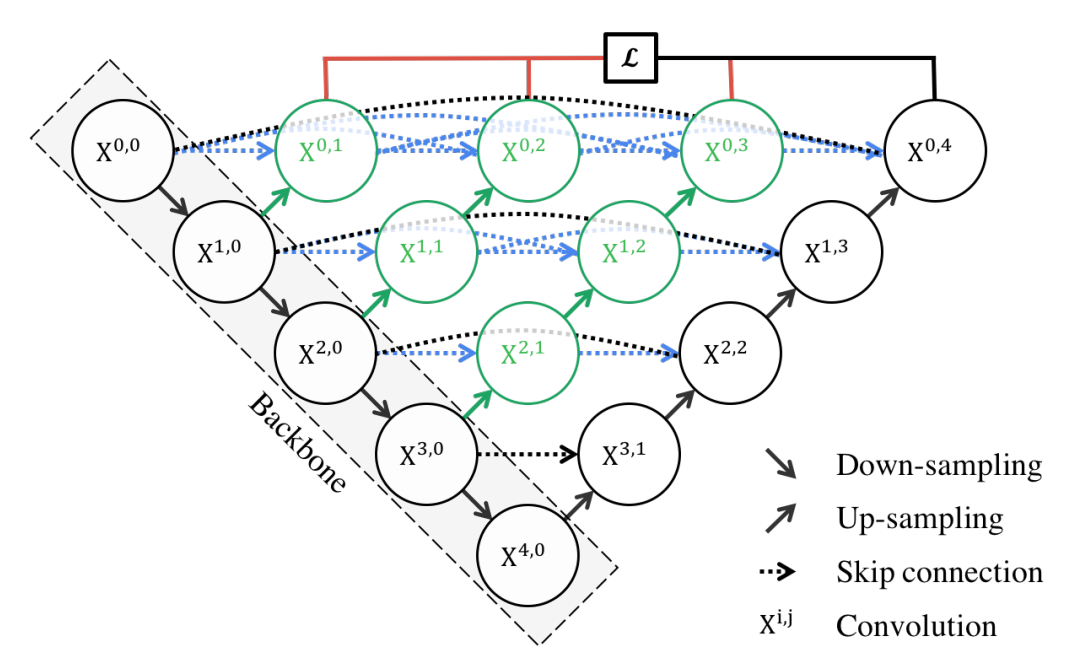 ℒ
X^0,0 X^0,1 X^0,2 X^0,3 X^0,4
X^1,0 X^1,1 X^1,2 X^1,3
X^2,0 X^2,1 X^2,2
X^3,0 X^3,1
X^4,0
Backbone
Down-sampling
Up-sampling
Skip connection
X^i,j Convolution